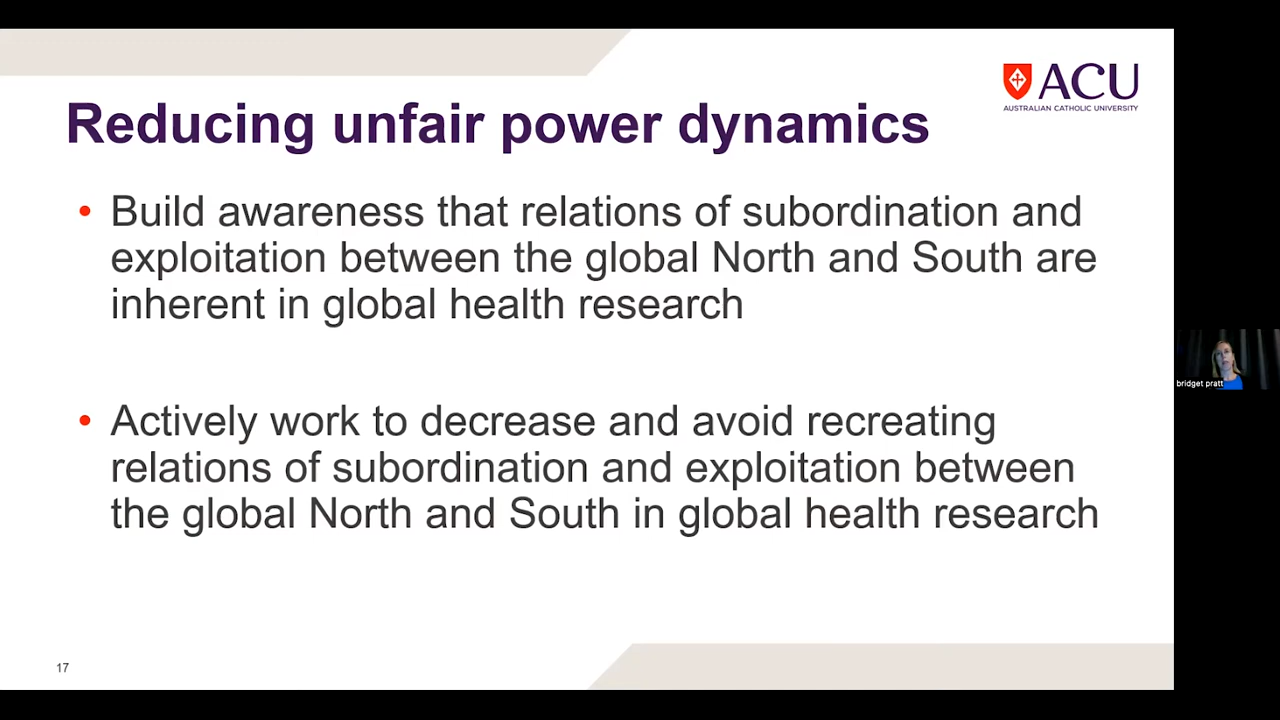 ACU
AUSTRALIAN CATHOLIC UNIVERSITY
Reducing unfair power dynamics
• Build awareness that relations of subordination and
exploitation between the global North and South are
inherent in global health research
• Actively work to decrease and avoid recreating
relations of subordination and exploitation between
the global North and South in global health research
bridget pratt
17